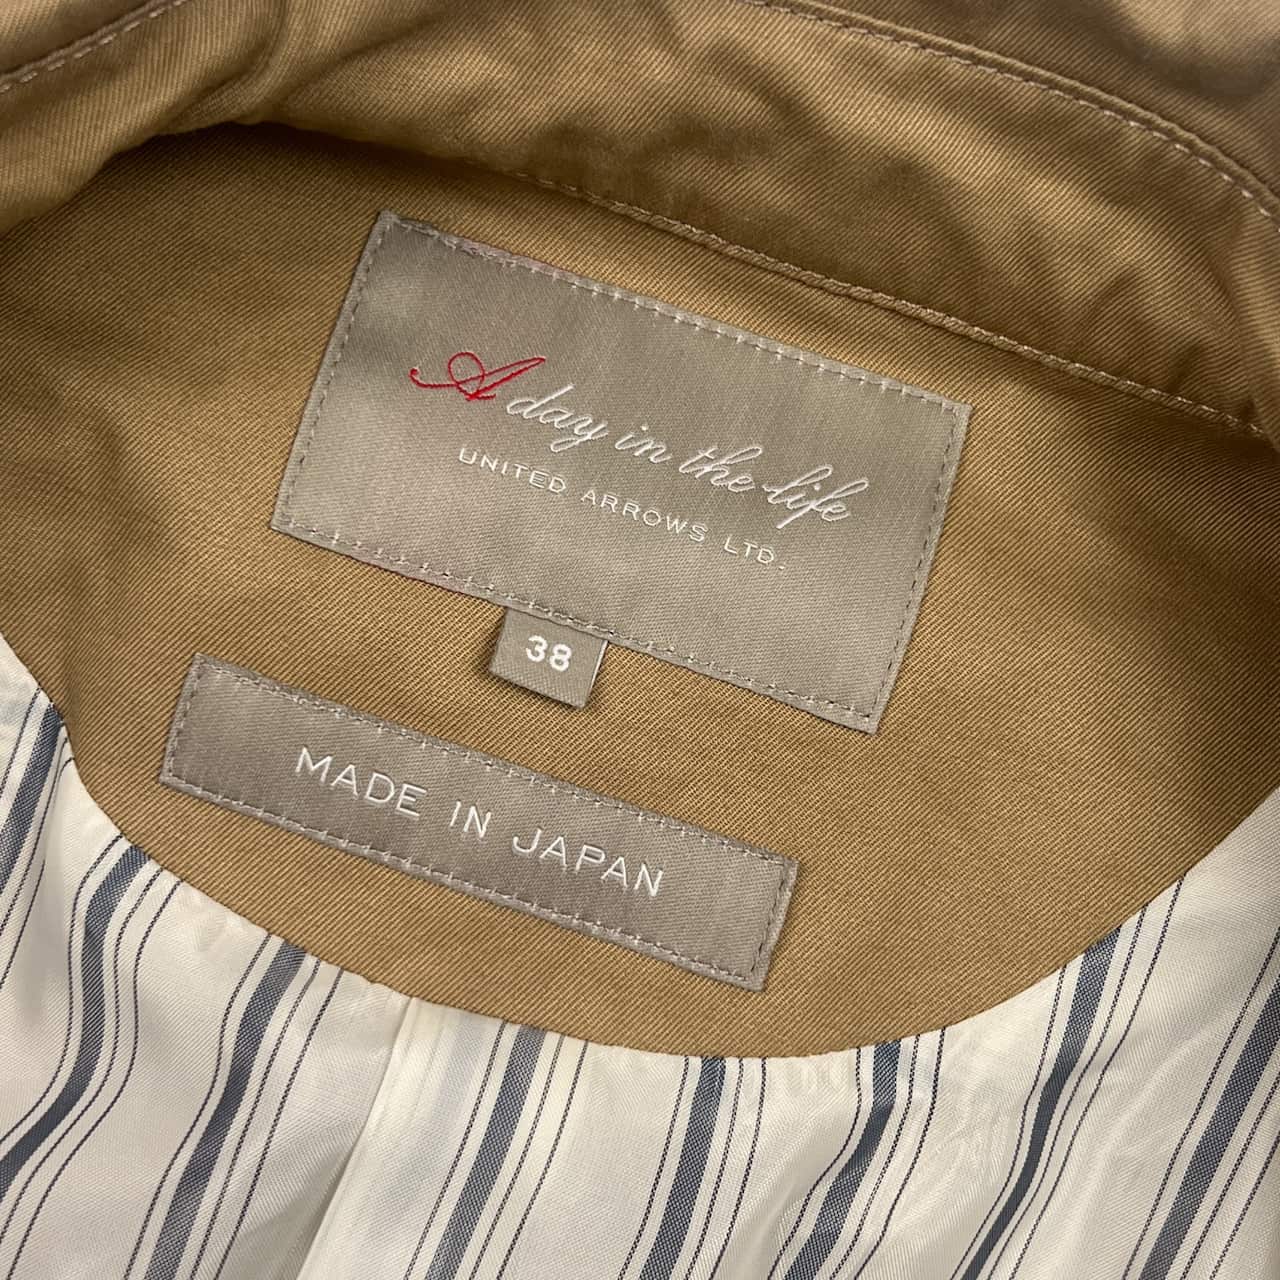 A day in the life
UNITED ARROWS LTD.
38
MADE IN JAPAN